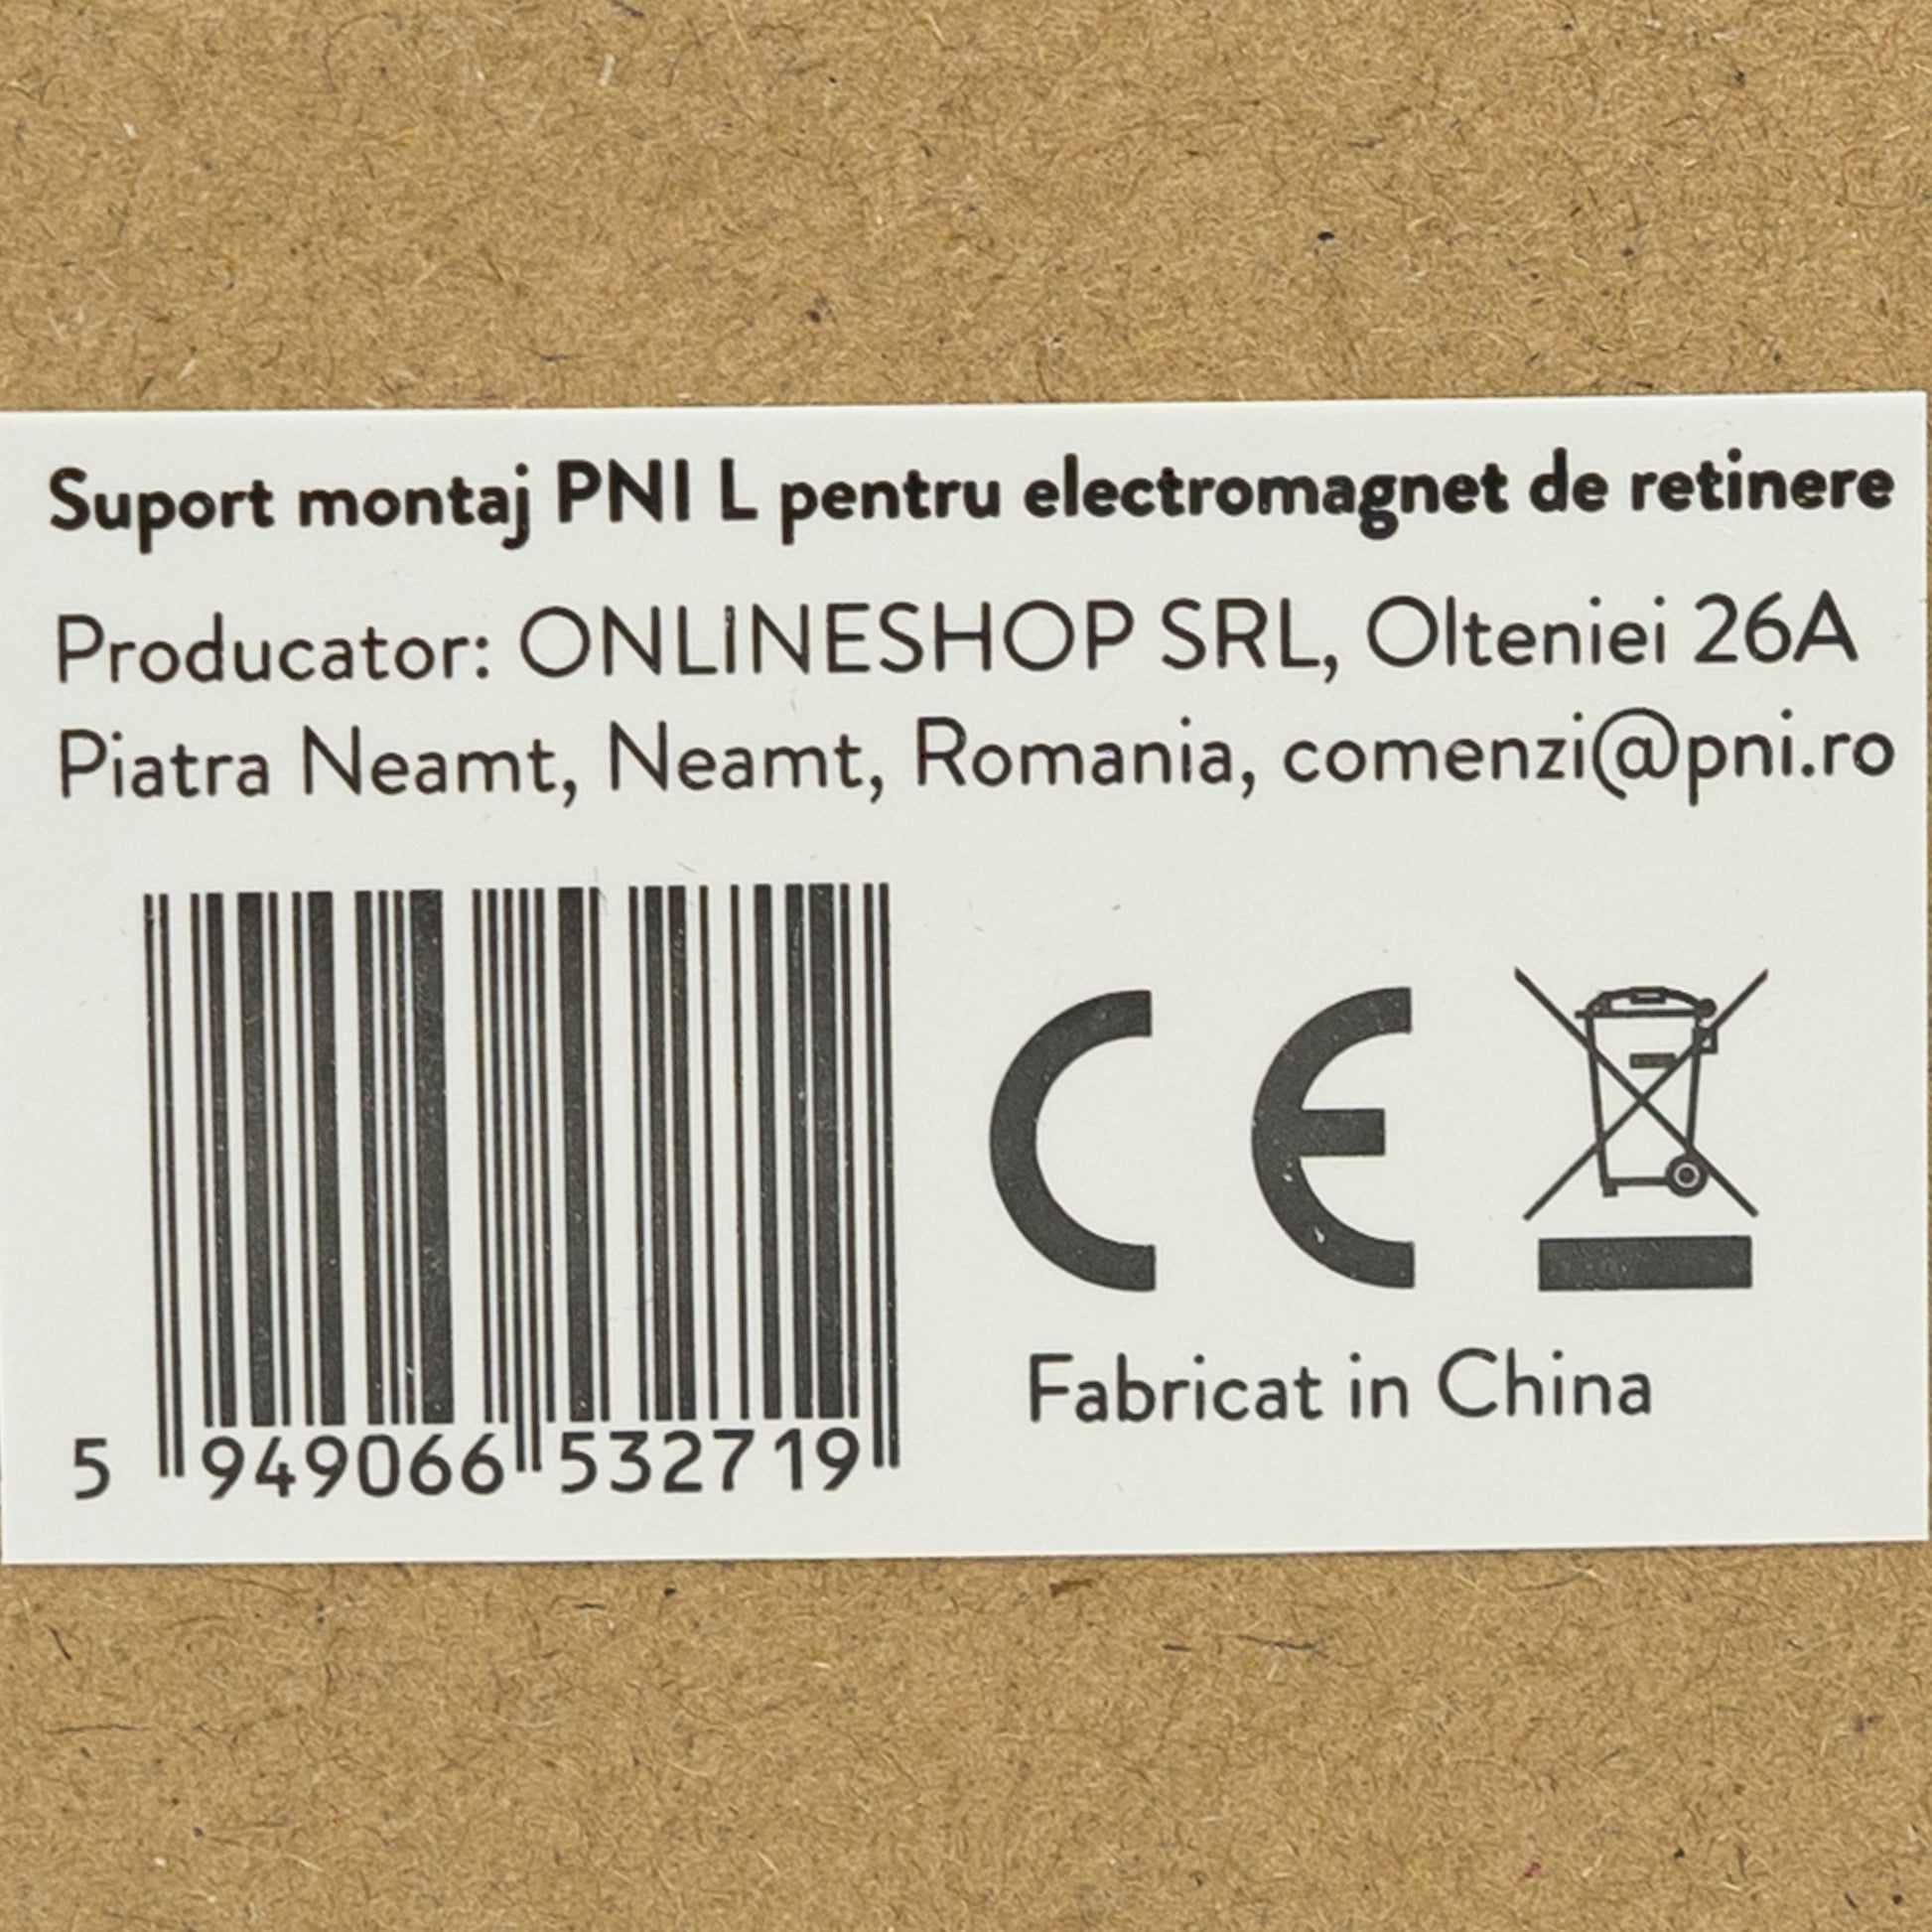 Suport montaj PNI L pentru electromagnet de retinere
Producator: ONLINESHOP SRL, Olteniei 26A
Piatra Neamt, Neamt, Romania, comenzi@pni.ro
CE
Fabricat in China
5 949066 532719